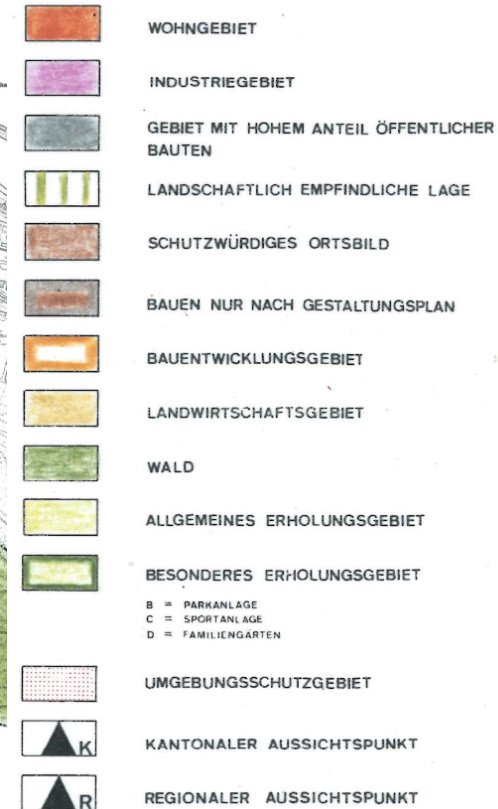 WOHNGEBIET
INDUSTRIEGEBIET
GEBIET MIT HOHEM ANTEIL ÖFFENTLICHER
BAUTEN
LANDSCHAFTLICH EMPFINDLICHE LAGE
SCHUTZWÜRDIGES ORTSBILD
BAUEN NUR NACH GESTALTUNGSPLAN
BAUENTWICKLUNGSGEBIET
LANDWIRTSCHAFTSGEBIET
WALD
ALLGEMEINES ERHOLUNGSGEBIET
BESONDERES ERHOLUNGSGEBIET
B = PARKANLAGE
C = SPORTANLAGE
D = FAMILIENGÄRTEN
UMGEBUNGSSCHUTZGEBIET
K KANTONALER AUSSICHTSPUNKT
R REGIONALER AUSSICHTSPUNKT